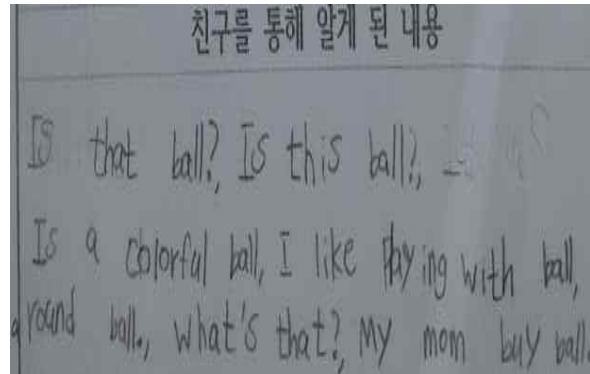 친구를 통해 알게 된 내용
Is that ball?, Is this ball?,
Is a colorful ball, I like playing with ball,
a round ball., what's that?, My mom buy ball.